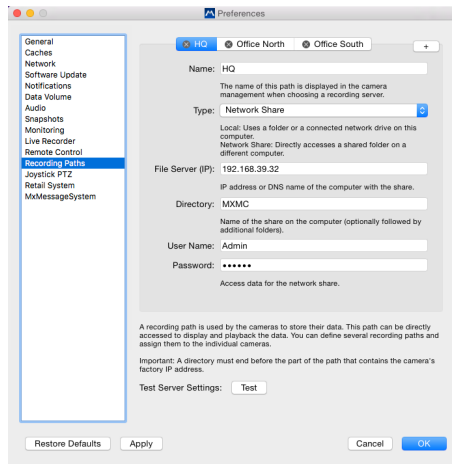 Preferences
General
Caches
Network
Software Update
Notifications
Data Volume
Audio
Snapshots
Monitoring
Live Recorder
Remote Control
Recording Paths
Joystick PTZ
Retail System
MxMessageSystem
HQ Office North Office South +
Name: HQ
The name of this path is displayed in the camera
management when choosing a recording server.
Type: Network Share
Local: Uses a folder or a connected network drive on this
computer.
Network Share: Directly accesses a shared folder on a
different computer.
File Server (IP): 192.168.39.32
IP address or DNS name of the computer with the share.
Directory: MXMC
Name of the share on the computer (optionally followed by
additional folders).
User Name: Admin
Password: ••••••
Access data for the network share.
A recording path is used by the cameras to store their data. This path can be directly
accessed to display and playback the data. You can define several recording paths and
assign them to the individual cameras.
Important: A directory must end before the part of the path that contains the camera's
factory IP address.
Test Server Settings: Test
Restore Defaults Apply Cancel OK